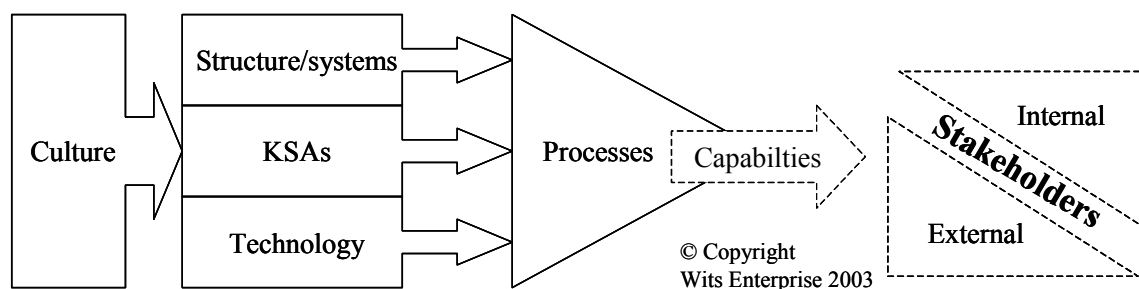 Culture
Structure/systems
KSAs
Technology
Processes
Capabilties
Internal
Stakeholders
External
© Copyright
Wits Enterprise 2003